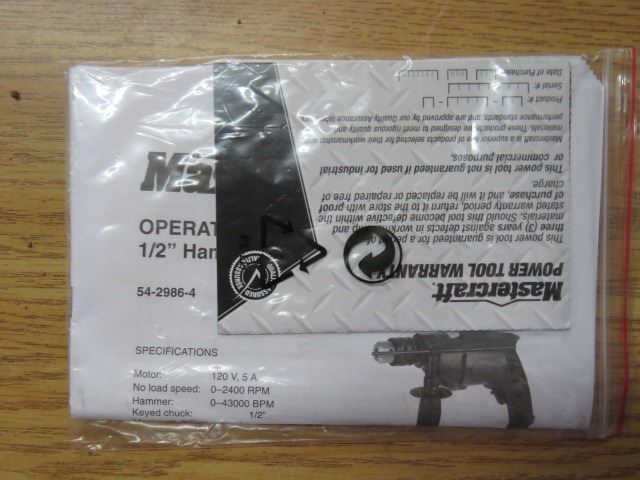 Mas
OPERAT
1/2" Ham
54-2986-4
SPECIFICATIONS
Motor: 120 V, 5 A
No load speed: 0–2400 RPM
Hammer: 0–43000 BPM
Keyed chuck: 1/2"
Mastercraft
POWER TOOL WARRANTY
This power tool is guaranteed for a period of
three (3) years against defects in workmanship and
materials. Should this tool become defective within the
stated warranty period, return it to the store with proof
of purchase, and it will be replaced or repaired free of
charge.
This power tool is not guaranteed if used for industrial
or commercial purposes.
Mastercraft is a superior line of products selected for their workmanship and
materials. These products are designed to meet rigorous quality and
performance standards, and are approved by our Quality Assurance labs.
Product #:
Serial #:
Date of Purchase:
ASSURED